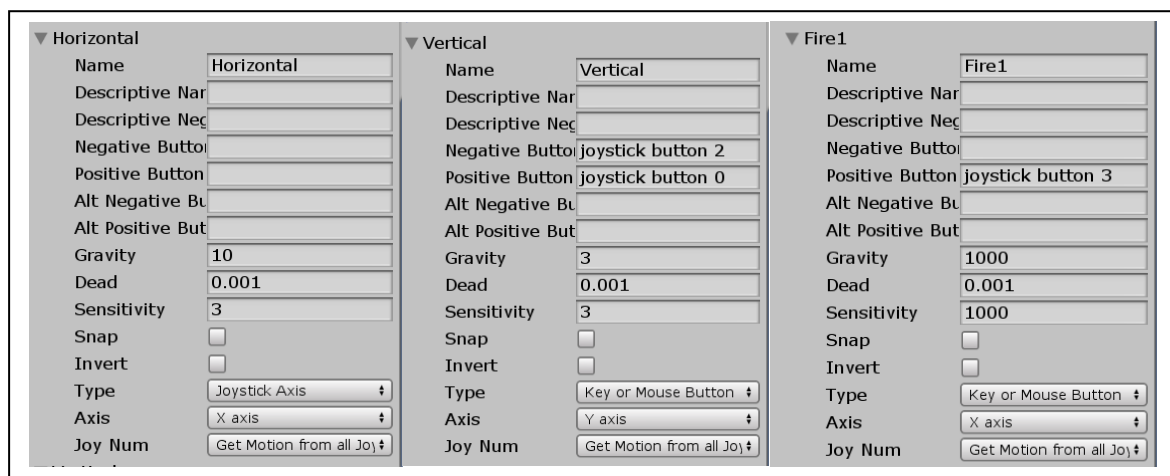 Horizontal
Name Horizontal
Descriptive Nar
Descriptive Neg
Negative Butto
Positive Button
Alt Negative Bu
Alt Positive But
Gravity 10
Dead 0.001
Sensitivity 3
Snap
Invert
Type Joystick Axis
Axis X axis
Joy Num Get Motion from all Joy
Vertical
Name Vertical
Descriptive Nar
Descriptive Neg
Negative Butto joystick button 2
Positive Button joystick button 0
Alt Negative Bu
Alt Positive But
Gravity 3
Dead 0.001
Sensitivity 3
Snap
Invert
Type Key or Mouse Button
Axis Y axis
Joy Num Get Motion from all Joy
Fire1
Name Fire1
Descriptive Nar
Descriptive Neg
Negative Butto
Positive Button joystick button 3
Alt Negative Bu
Alt Positive But
Gravity 1000
Dead 0.001
Sensitivity 1000
Snap
Invert
Type Key or Mouse Button
Axis X axis
Joy Num Get Motion from all Joy